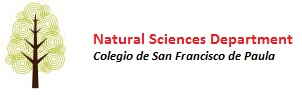 Natural Sciences Department
Colegio de San Francisco de Paula